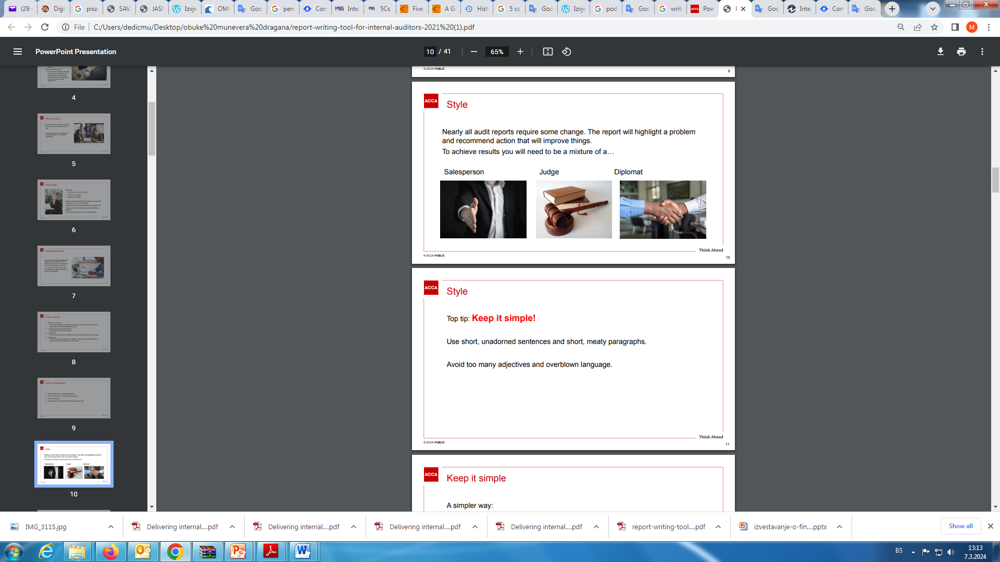 (29 u
Digi
pisa
SAV
JASN
Izvje
OMC
Goo
pem
Con
Inte
5Cs
Five
A Gu
Hist
5 cs
Goo
Izvje
pod
Goo
writi
Pow
Goo
Inte
Con
Goo
File C:/Users/dedicmu/Desktop/obuke%20munevera%20dragana/report-writing-tool-for-internal-auditors-2021%20(1).pdf
M
PowerPoint Presentation
10 / 41
65%
4
5
6
7
8
9
10
© ACCA PUBLIC
9
ACCA
Style
Nearly all audit reports require some change. The report will highlight a problem
and recommend action that will improve things.
To achieve results you will need to be a mixture of a…
Salesperson Judge Diplomat
Think Ahead
© ACCA PUBLIC
10
ACCA
Style
Top tip: Keep it simple!
Use short, unadorned sentences and short, meaty paragraphs.
Avoid too many adjectives and overblown language.
Think Ahead
© ACCA PUBLIC
11
ACCA
Keep it simple
A simpler way:
IMG_3115.jpg
Delivering internal....pdf
Delivering internal....pdf
Delivering internal....pdf
Delivering internal....pdf
report-writing-tool....pdf
izvestavanje-o-fin....pptx
Show all
BS
13:13
7.3.2024